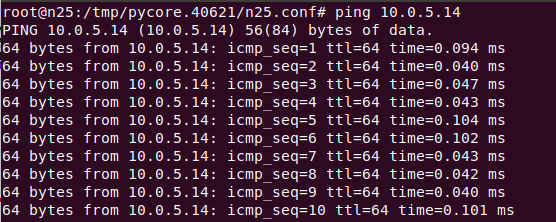 root@n25:/tmp/pycore.40621/n25.conf# ping 10.0.5.14
PING 10.0.5.14 (10.0.5.14) 56(84) bytes of data.
64 bytes from 10.0.5.14: icmp_seq=1 ttl=64 time=0.094 ms
64 bytes from 10.0.5.14: icmp_seq=2 ttl=64 time=0.040 ms
64 bytes from 10.0.5.14: icmp_seq=3 ttl=64 time=0.047 ms
64 bytes from 10.0.5.14: icmp_seq=4 ttl=64 time=0.043 ms
64 bytes from 10.0.5.14: icmp_seq=5 ttl=64 time=0.104 ms
64 bytes from 10.0.5.14: icmp_seq=6 ttl=64 time=0.102 ms
64 bytes from 10.0.5.14: icmp_seq=7 ttl=64 time=0.043 ms
64 bytes from 10.0.5.14: icmp_seq=8 ttl=64 time=0.042 ms
64 bytes from 10.0.5.14: icmp_seq=9 ttl=64 time=0.040 ms
64 bytes from 10.0.5.14: icmp_seq=10 ttl=64 time=0.101 ms